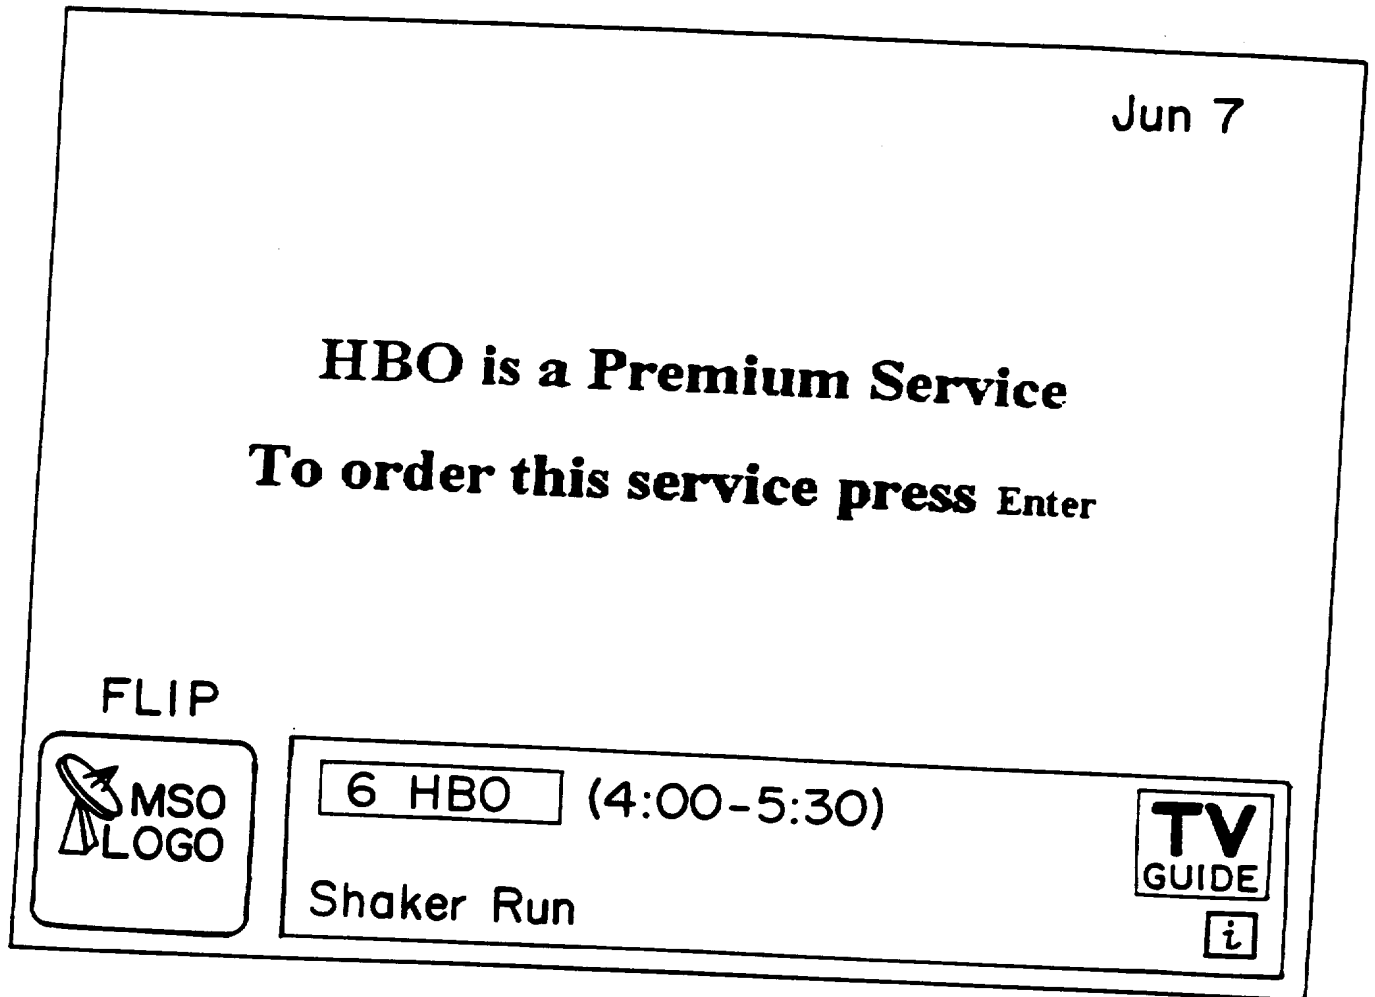 Jun 7
HBO is a Premium Service
To order this service press Enter
FLIP
MSO
LOGO
6 HBO (4:00-5:30)
Shaker Run
TV
GUIDE
i